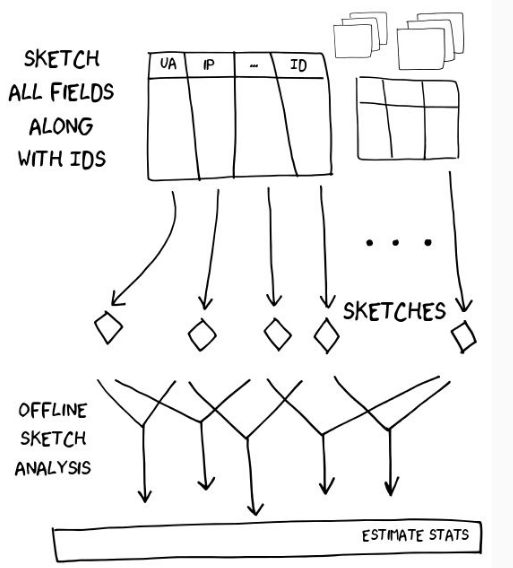 SKETCH
ALL FIELDS
ALONG
WITH IDS
UA IP ... ID
SKETCHES
OFFLINE
SKETCH
ANALYSIS
ESTIMATE STATS